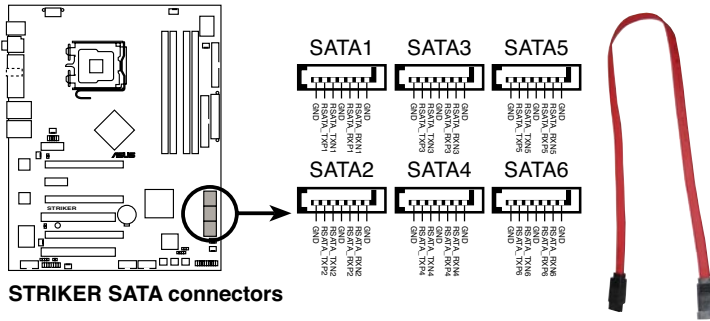 SATA1 SATA3 SATA5
GND
RSATA_TXP1
RSATA_TXN1
GND
RSATA_RXP1
RSATA_RXN1
GND
GND
RSATA_TXP3
RSATA_TXN3
GND
RSATA_RXP3
RSATA_RXN3
GND
GND
RSATA_TXP5
RSATA_TXN5
GND
RSATA_RXP5
RSATA_RXN5
GND
SATA2 SATA4 SATA6
GND
RSATA_TXP2
RSATA_TXN2
GND
RSATA_RXP2
RSATA_RXN2
GND
GND
RSATA_TXP4
RSATA_TXN4
GND
RSATA_RXP4
RSATA_RXN4
GND
GND
RSATA_TXP6
RSATA_TXN6
GND
RSATA_RXP6
RSATA_RXN6
GND
ASUS
STRIKER
STRIKER SATA connectors